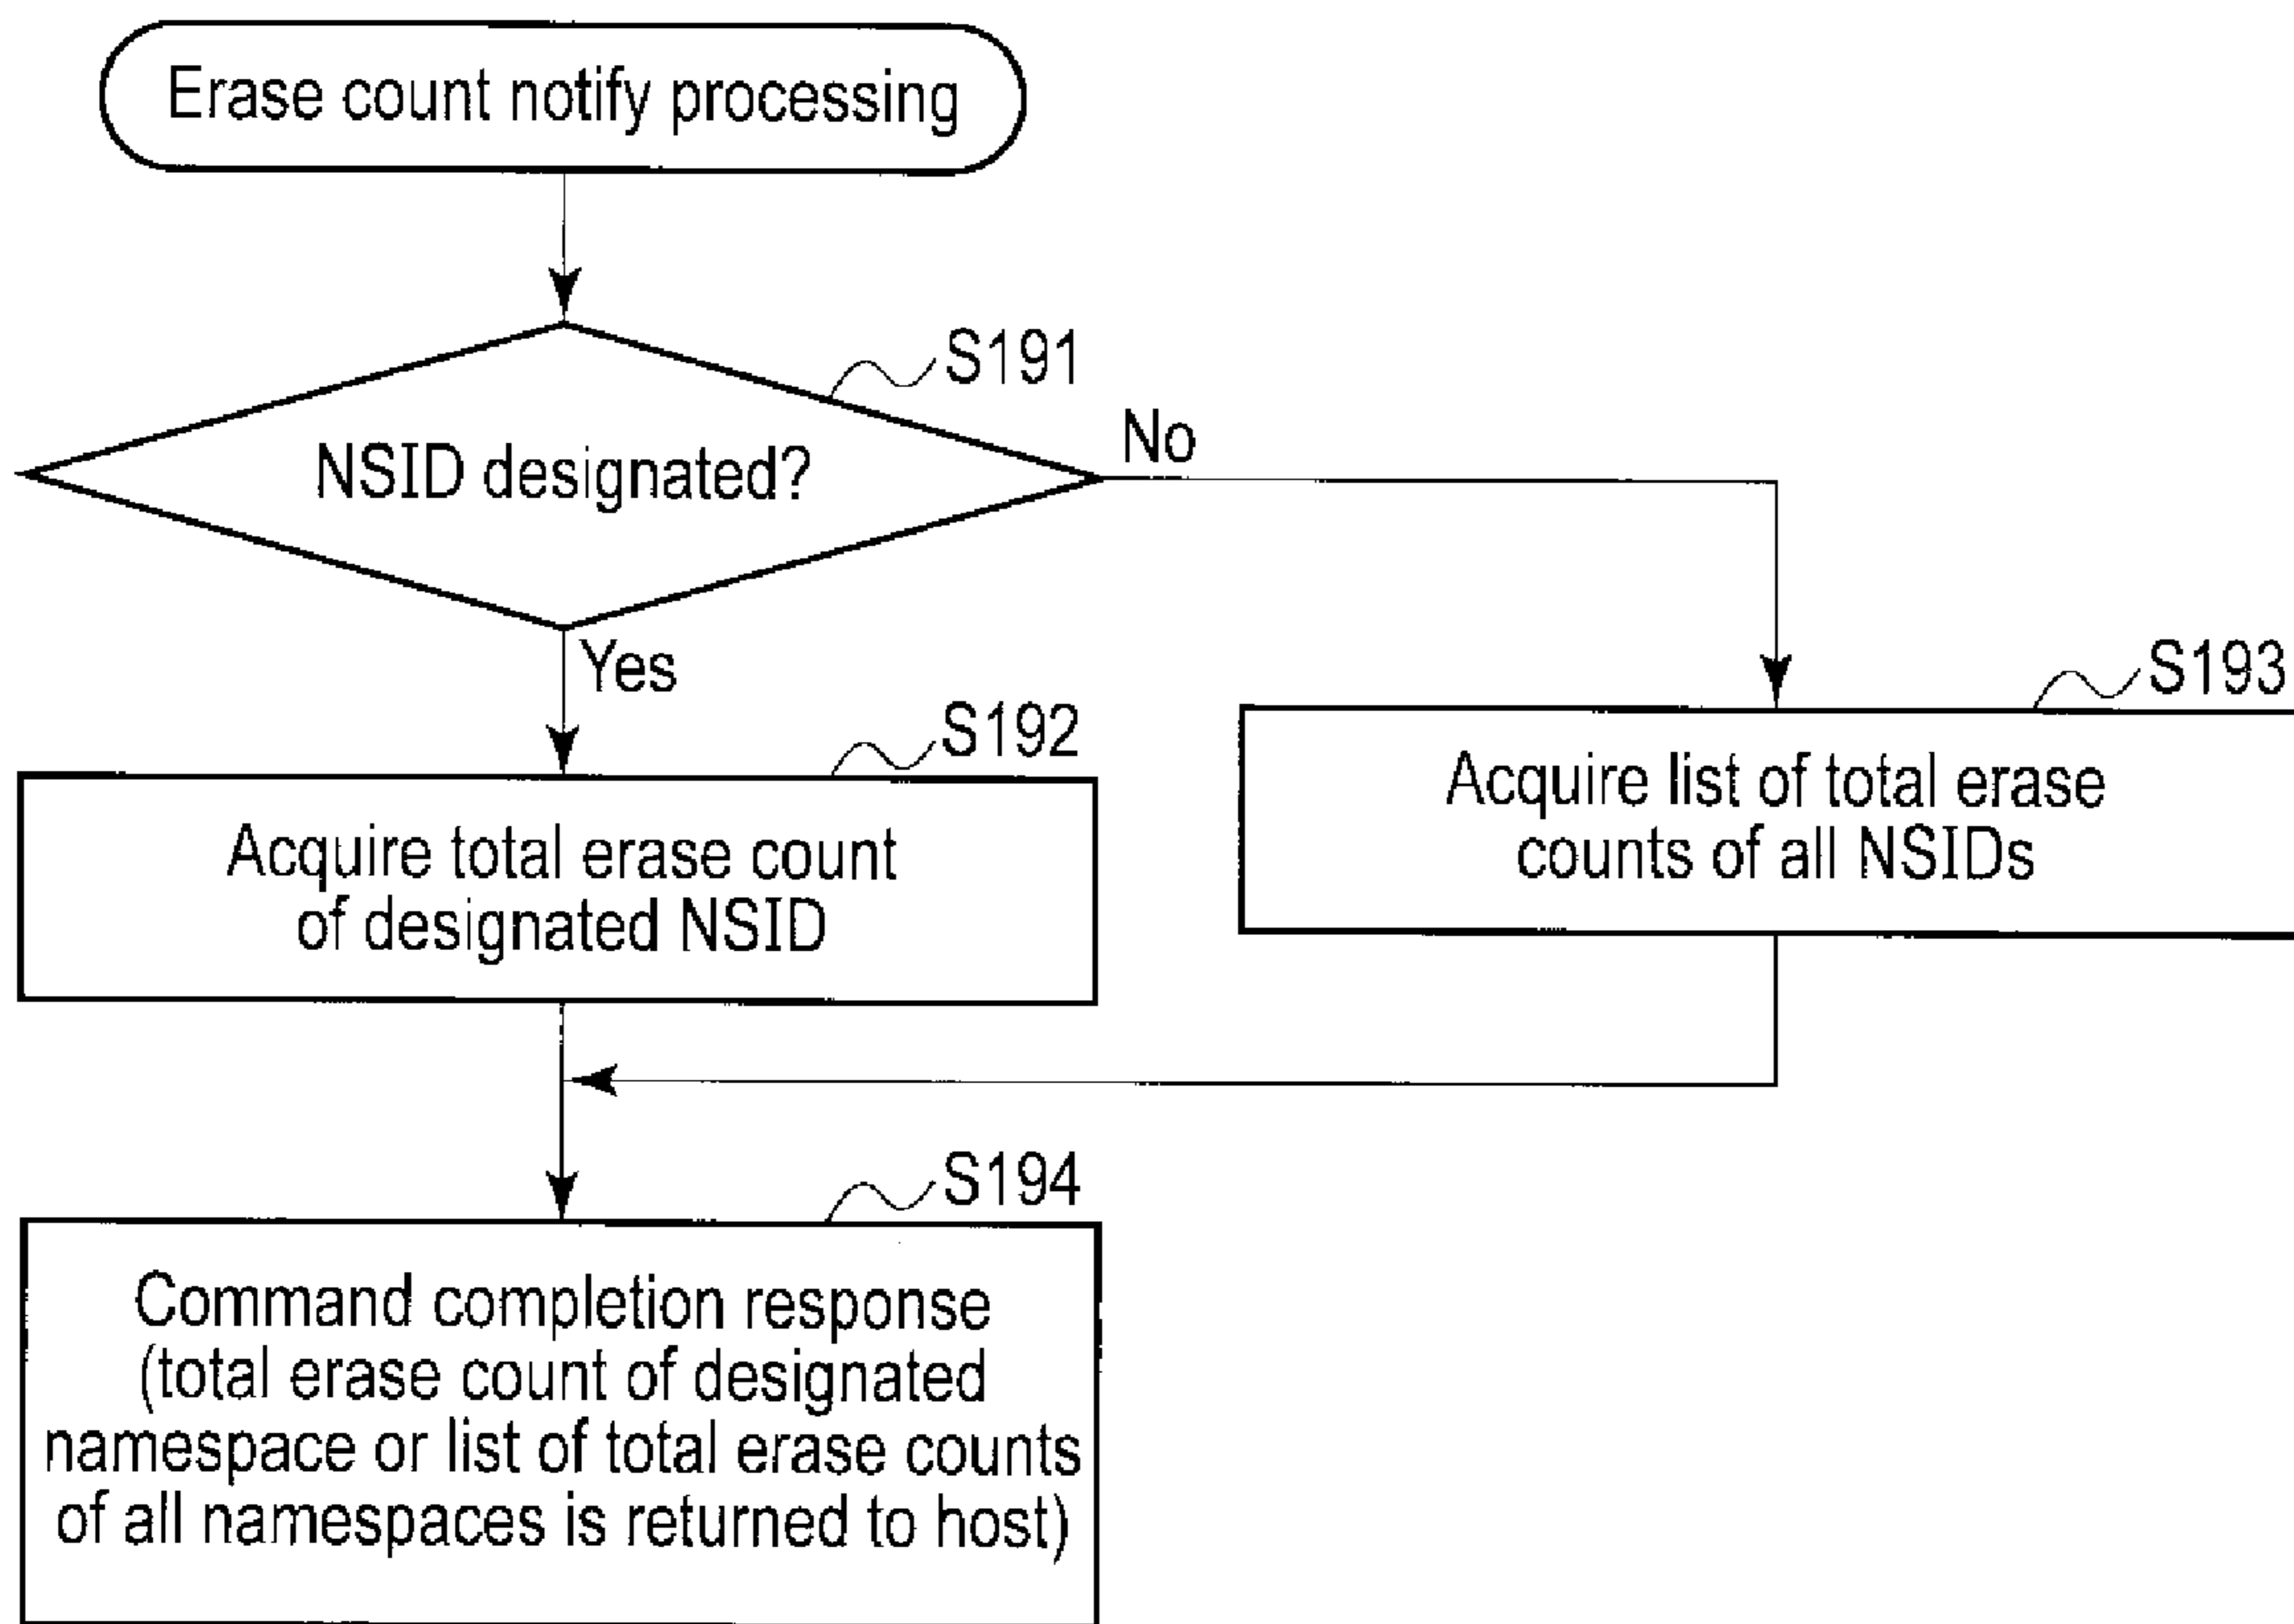 Erase count notify processing
S191
NSID designated?
No
Yes
S192
Acquire total erase count
of designated NSID
S193
Acquire list of total erase
counts of all NSIDs
S194
Command completion response
(total erase count of designated
namespace or list of total erase counts
of all namespaces is returned to host)